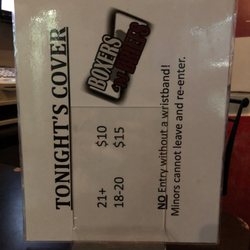 TONIGHT'S COVER
BOXERS
21+ $10
18-20 $15
NO Entry without a wristband!
Minors cannot leave and re-enter.